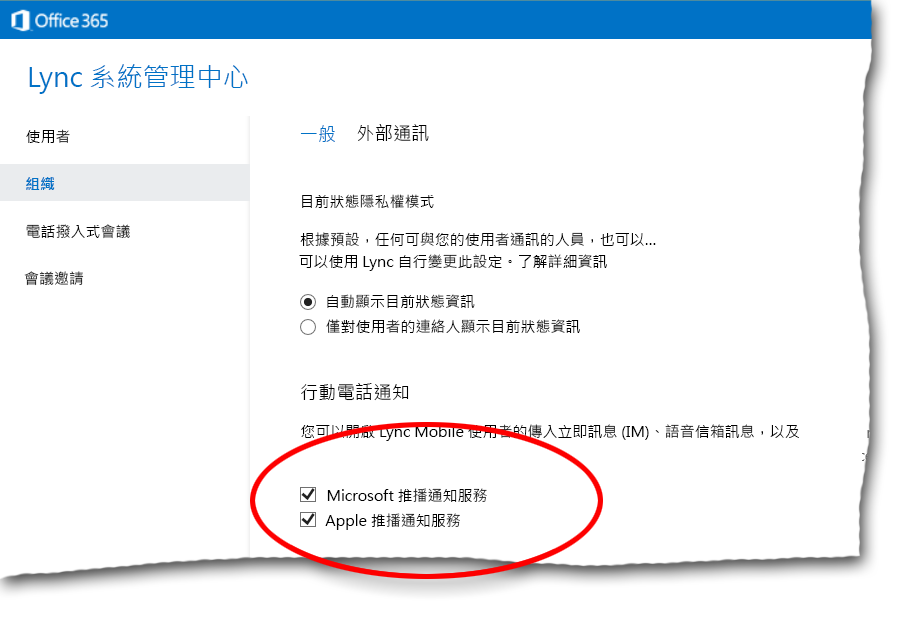 Office 365
Lync 系統管理中心
使用者
組織
電話撥入式會議
會議邀請
一般 外部通訊
目前狀態隱私權模式
根據預設，任何可與您的使用者通訊的人員，也可以...
可以使用 Lync 自行變更此設定。了解詳細資訊
自動顯示目前狀態資訊
僅對使用者的連絡人顯示目前狀態資訊
行動電話通知
您可以開啟 Lync Mobile 使用者的傳入立即訊息 (IM)、語音信箱訊息，以及
Microsoft 推播通知服務
Apple 推播通知服務